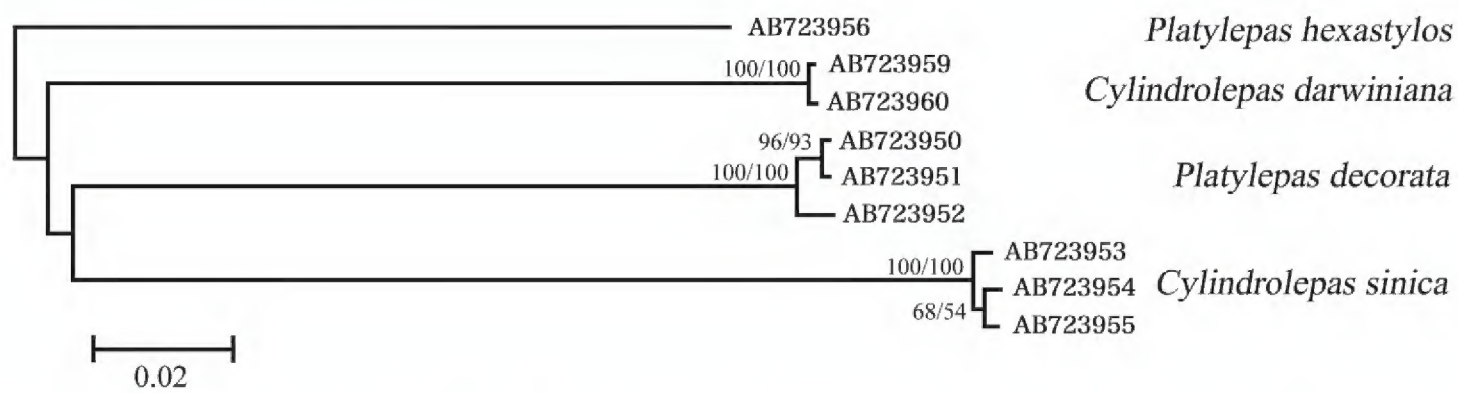 AB723956 Platylepas hexastylos
100/100 AB723959
Cylindrolepas darwiniana
AB723960
96/93 AB723950
100/100 AB723951 Platylepas decorata
AB723952
AB723953
100/100
AB723954 Cylindrolepas sinica
68/54
AB723955
0.02